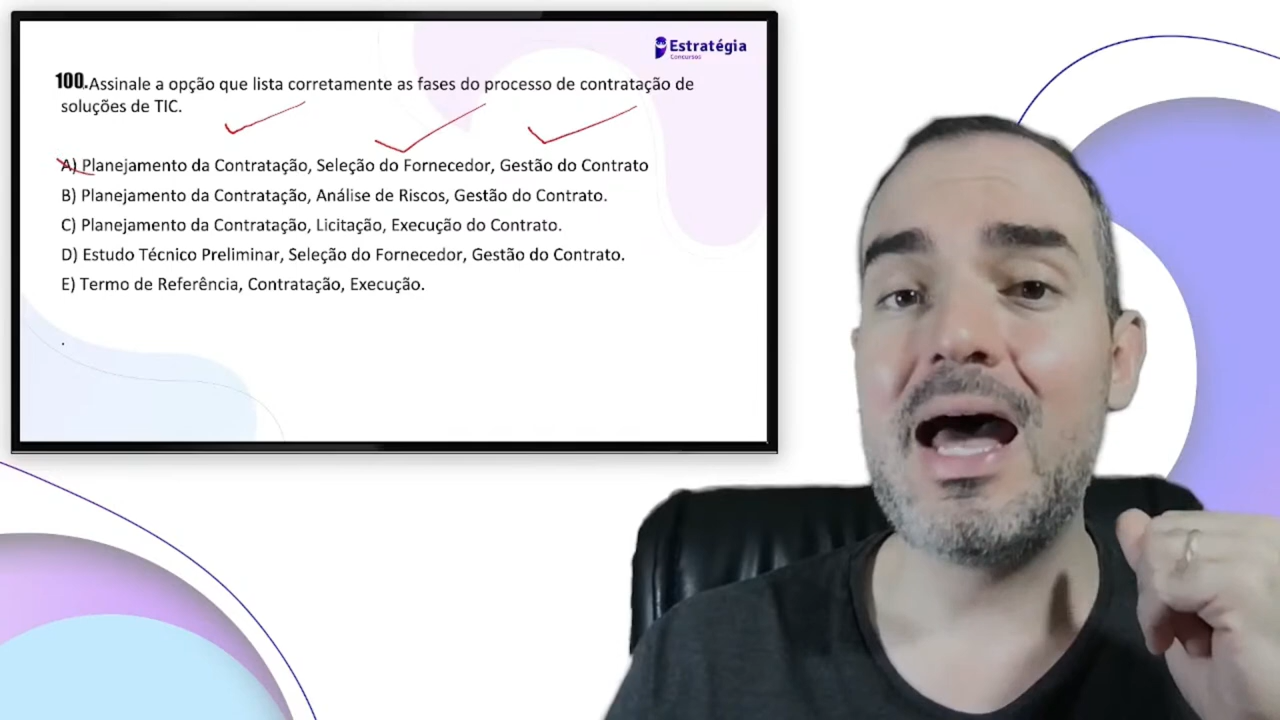 Estratégia
Concursos
100.Assinale a opção que lista corretamente as fases do processo de contratação de
soluções de TIC.
A) Planejamento da Contratação, Seleção do Fornecedor, Gestão do Contrato
B) Planejamento da Contratação, Análise de Riscos, Gestão do Contrato.
C) Planejamento da Contratação, Licitação, Execução do Contrato.
D) Estudo Técnico Preliminar, Seleção do Fornecedor, Gestão do Contrato.
E) Termo de Referência, Contratação, Execução.
.